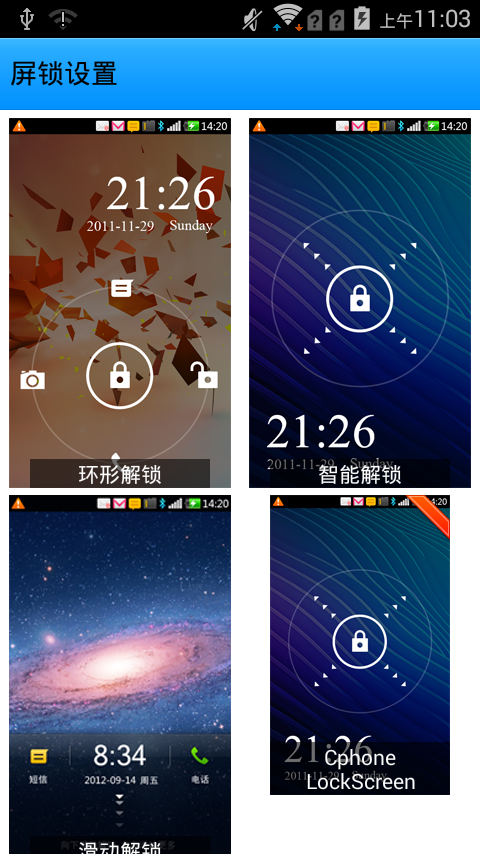 上午11:03
屏锁设置
14:20
21:26
2011-11-29 Sunday
环形解锁
14:20
21:26
2011-11-29 Sunday
智能解锁
14:20
8:34
短信
2012-09-14 周五
电话
滑动解锁
4:20
21:26
2011-11-29 Sunday
Cphone
LockScreen